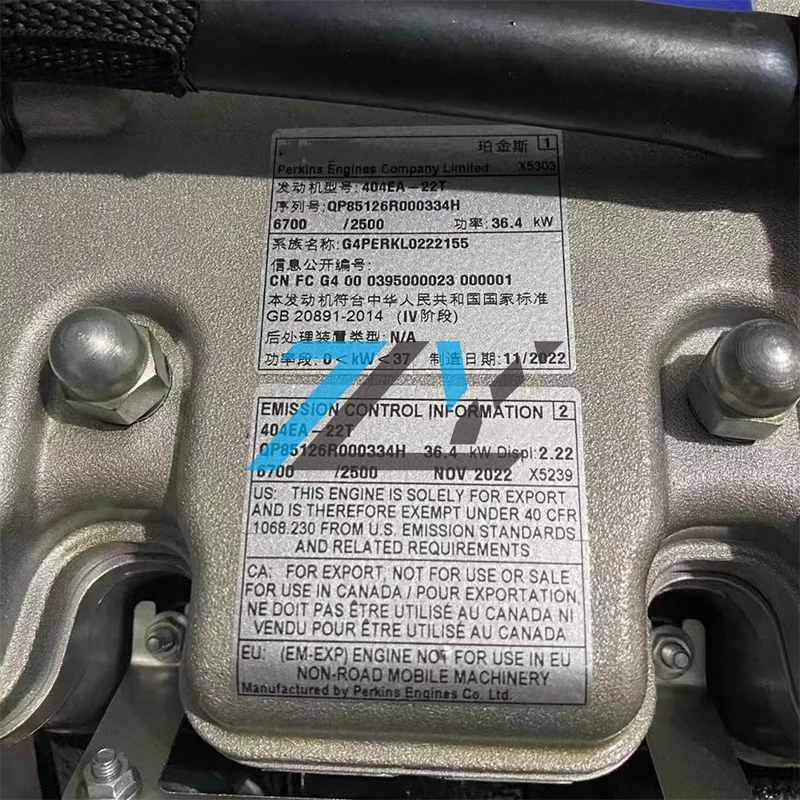 珀金斯 1
Perkins Engines Company Limited X5303
发动机型号: 404EA-22T
序列号: QP85126R000334H
6700 /2500 功率: 36.4 kW
系族名称: G4PERKL0222155
信息公开编号:
CN FC G4 00 0395000023 000001
本发动机符合中华人民共和国国家标准
GB 20891-2014 (IV阶段)
后处理装置类型: N/A
功率段: 0<kW<37 制造日期: 11/2022
EMISSION CONTROL INFORMATION 2
404EA-22T
QP85126R000334H 36.4 kW Displ: 2.22
6700 /2500 NOV 2022 X5239
US: THIS ENGINE IS SOLELY FOR EXPORT
AND IS THEREFORE EXEMPT UNDER 40 CFR
1068.230 FROM U.S. EMISSION STANDARDS
AND RELATED REQUIREMENTS
CA: FOR EXPORT, NOT FOR USE OR SALE
FOR USE IN CANADA / POUR EXPORTATION,
NE DOIT PAS ÊTRE UTILISÉ AU CANADA NI
VENDU POUR ÊTRE UTILISÉ AU CANADA
EU: (EM-EXP) ENGINE NOT FOR USE IN EU
NON-ROAD MOBILE MACHINERY
Manufactured by Perkins Engines Co. Ltd.